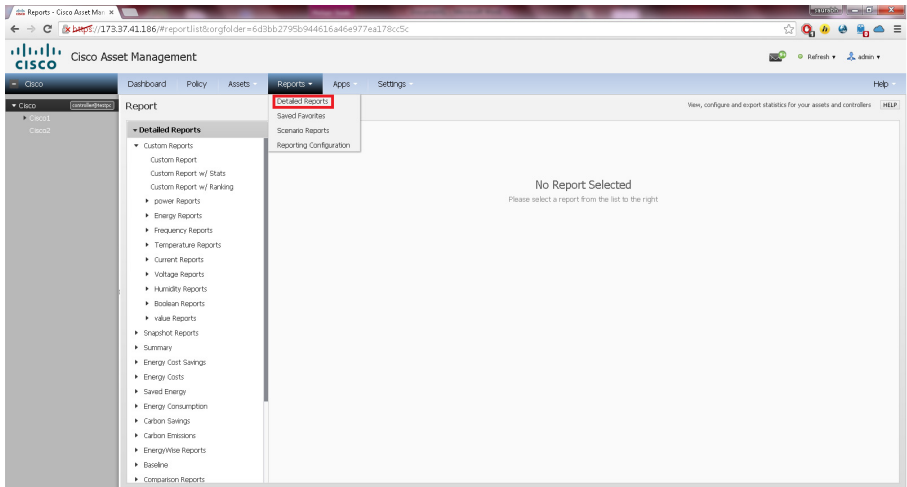 Reports - Cisco Asset Man
https://173.37.41.186/#reportlist&orgfolder=6d3bb2795b944616a46e977ea178cc5c
CISCO Cisco Asset Management
Refresh admin
Cisco Dashboard Policy Assets Reports Apps Settings Help
Cisco
Cisco1
Cisco2
Report
View, configure and export statistics for your assets and controllers HELP
Detailed Reports
Saved Favorites
Scenario Reports
Reporting Configuration
Detailed Reports
Custom Reports
Custom Report
Custom Report w/ Stats
Custom Report w/ Ranking
power Reports
Energy Reports
Frequency Reports
Temperature Reports
Current Reports
Voltage Reports
Humidity Reports
Boolean Reports
value Reports
Snapshot Reports
Summary
Energy Cost Savings
Energy Costs
Saved Energy
Energy Consumption
Carbon Savings
Carbon Emissions
EnergyWise Reports
Baseline
Comparison Reports
No Report Selected
Please select a report from the list to the right